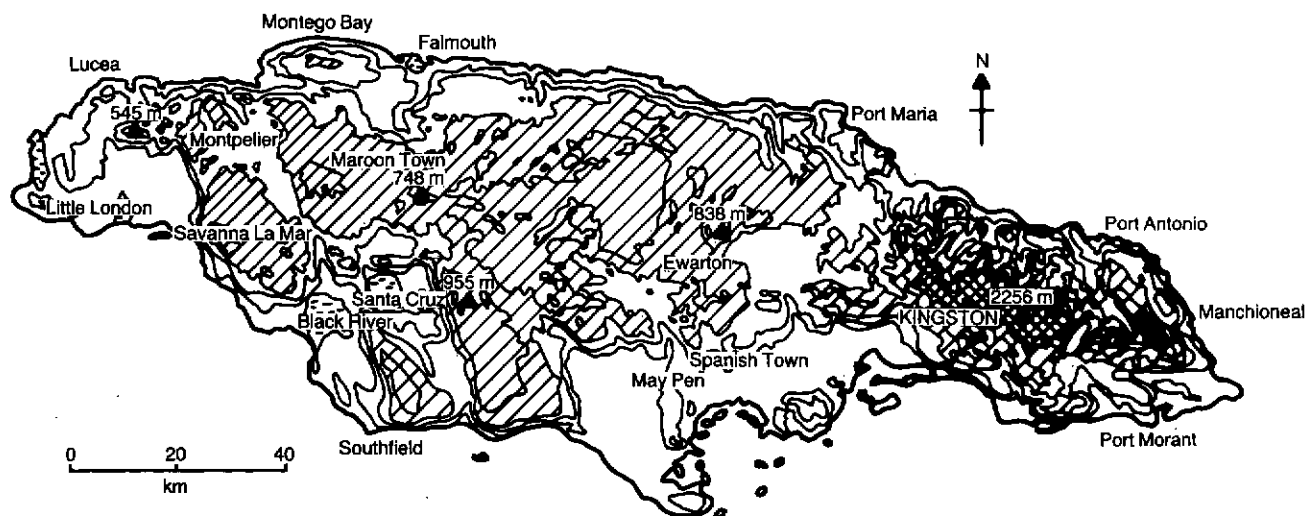 Montego Bay
Falmouth
Lucea
N
545 m
Port Maria
Montpelier
Maroon Town
748 m
Little London
838 m
Savanna La Mar
Port Antonio
Ewarton
955 m
Santa Cruz
2256 m
Black River
KINGSTON
Manchioneal
Spanish Town
May Pen
Southfield
Port Morant
0 20 40
km